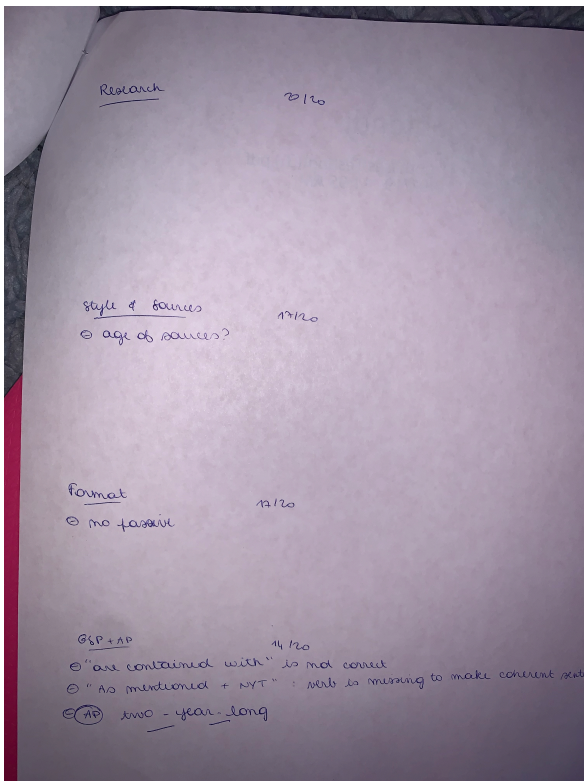 Research 20/20
Style & Sources 17/20
⊖ age of sources?
Format 17/20
⊖ no passive
GSP + AP 14/20
⊖ "are contained with" is not correct
⊖ "As mentioned + NYT" : verb is missing to make coherent sent
⊖ AP two-year-long